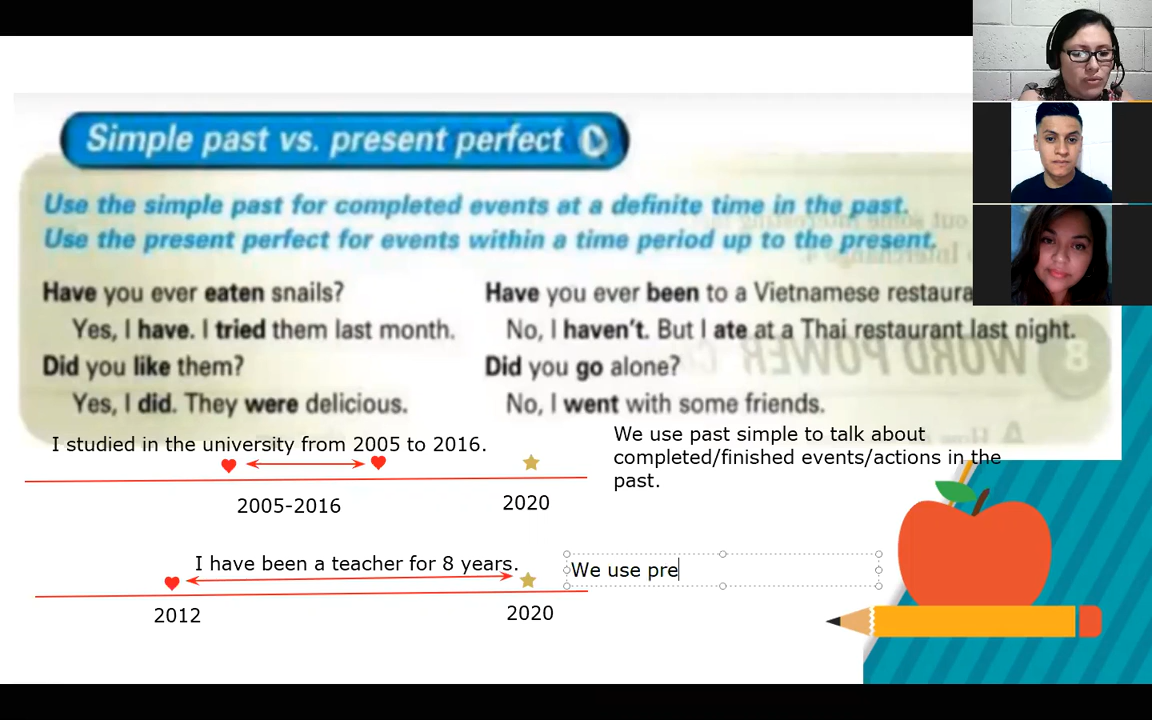 Simple past vs. present perfect
Use the simple past for completed events at a definite time in the past.
Use the present perfect for events within a time period up to the present.
Have you ever eaten snails?
Yes, I have. I tried them last month.
Did you like them?
Yes, I did. They were delicious.
Have you ever been to a Vietnamese restaura
No, I haven't. But I ate at a Thai restaurant last night.
Did you go alone?
No, I went with some friends.
8 WORD POWER
I studied in the university from 2005 to 2016.
2005-2016
2020
We use past simple to talk about
completed/finished events/actions in the
past.
I have been a teacher for 8 years.
2012
2020
We use pre